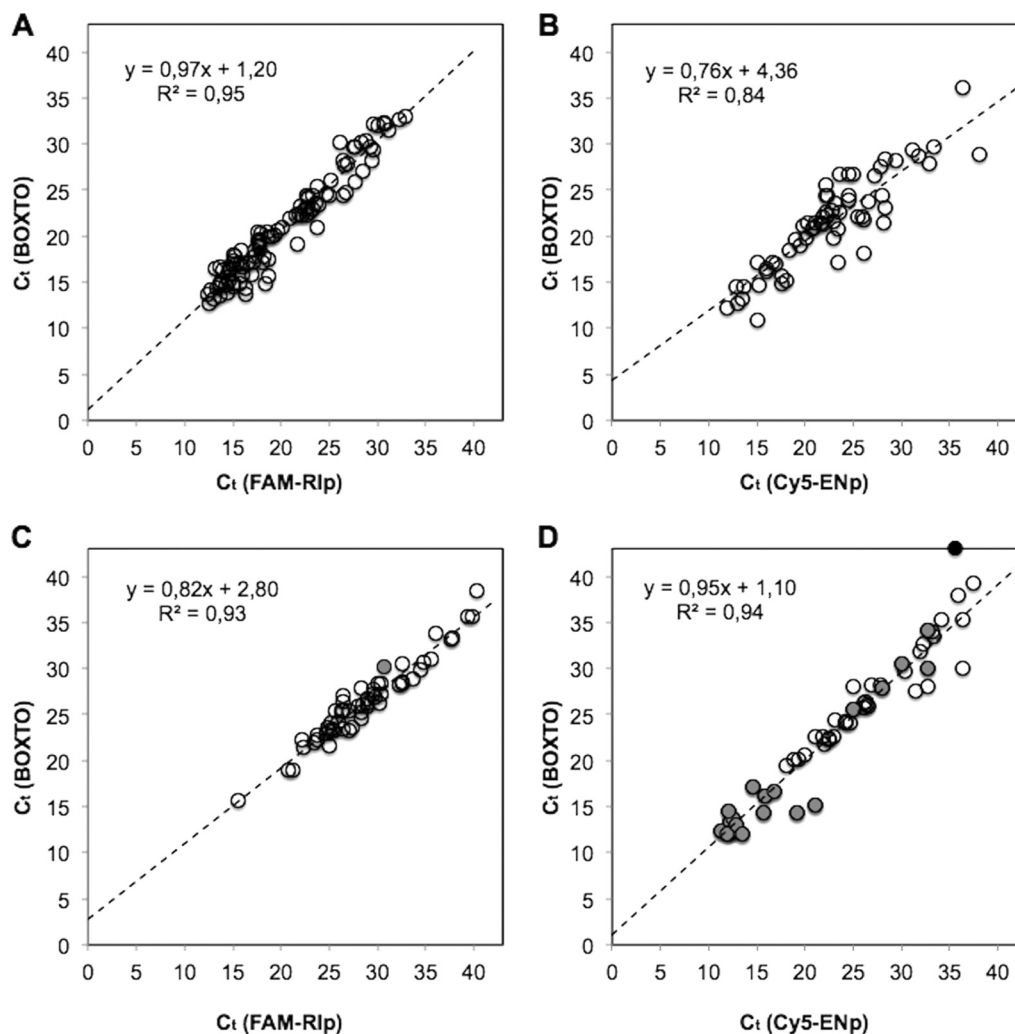 A
y = 0,97x + 1,20
R² = 0,95
40
35
30
25
20
15
10
5
0
Cₜ (BOXTO)
0 5 10 15 20 25 30 35 40
Cₜ (FAM-RIp)
B
y = 0,76x + 4,36
R² = 0,84
40
35
30
25
20
15
10
5
0
Cₜ (BOXTO)
0 5 10 15 20 25 30 35 40
Cₜ (Cy5-ENp)
C
y = 0,82x + 2,80
R² = 0,93
40
35
30
25
20
15
10
5
0
Cₜ (BOXTO)
0 5 10 15 20 25 30 35 40
Cₜ (FAM-RIp)
D
y = 0,95x + 1,10
R² = 0,94
40
35
30
25
20
15
10
5
0
Cₜ (BOXTO)
0 5 10 15 20 25 30 35 40
Cₜ (Cy5-ENp)